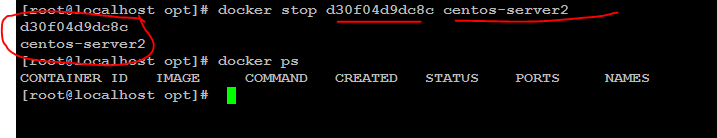 [root@localhost opt]# docker stop d30f04d9dc8c centos-server2
d30f04d9dc8c
centos-server2
[root@localhost opt]# docker ps
CONTAINER ID IMAGE COMMAND CREATED STATUS PORTS NAMES
[root@localhost opt]#